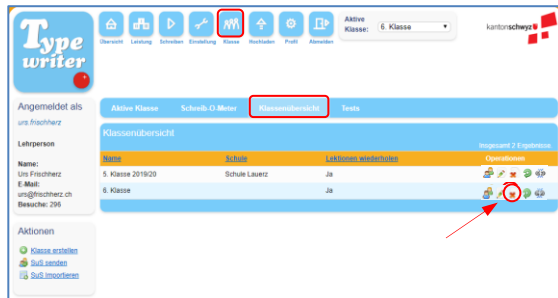 Type
writer
Übersicht Leistung Schreiben Einstellung Klasse Hochladen Profil Abmelden
Aktive
Klasse: 6. Klasse
kantonschwyz
Angemeldet als
urs.frischherz
Lehrperson
Name:
Urs Frischherz
E-Mail:
urs@frischherz.ch
Besuche: 296
Aktionen
Klasse erstellen
SuS senden
SuS importieren
Aktive Klasse Schreib-O-Meter Klassenübersicht Tests
Klassenübersicht
Insgesamt 2 Ergebnisse
Name Schule Lektionen wiederholen Operationen
5. Klasse 2019/20 Schule Lauerz Ja
6. Klasse Ja